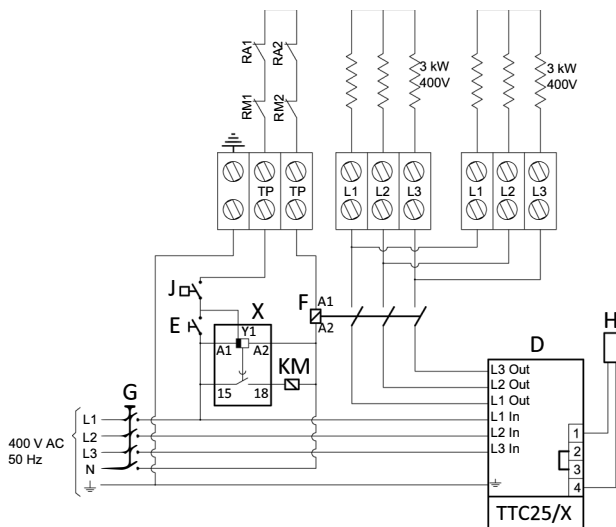 RA1
RA2
RM1
RM2
3 kW
400V
3 kW
400V
TP
TP
L1
L2
L3
L1
L2
L3
J
E
X
Y1
A1
A2
15
18
KM
F
A1
A2
H
D
L3 Out
L2 Out
L1 Out
L1 In
L2 In
L3 In
1
2
3
4
TTC25/X
G
400 V AC
50 Hz
L1
L2
L3
N